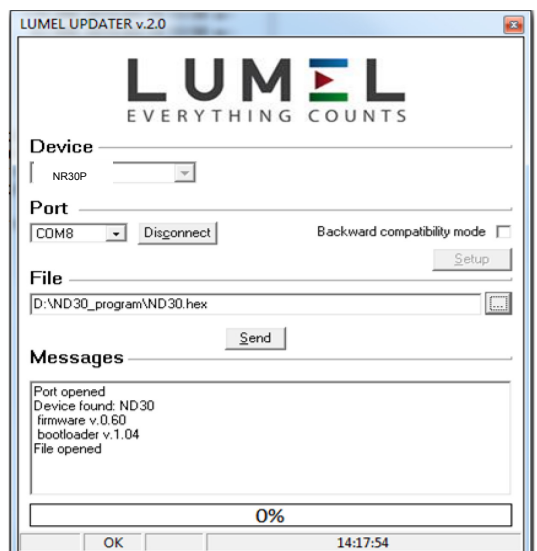 LUMEL UPDATER v.2.0
LUMEL
EVERYTHING COUNTS
Device
NR30P
Port
COM8 Disconnect Backward compatibility mode
Setup
File
D:\ND30_program\ND30.hex ...
Send
Messages
Port opened
Device found: ND30
firmware v.0.60
bootloader v.1.04
File opened
0%
OK 14:17:54